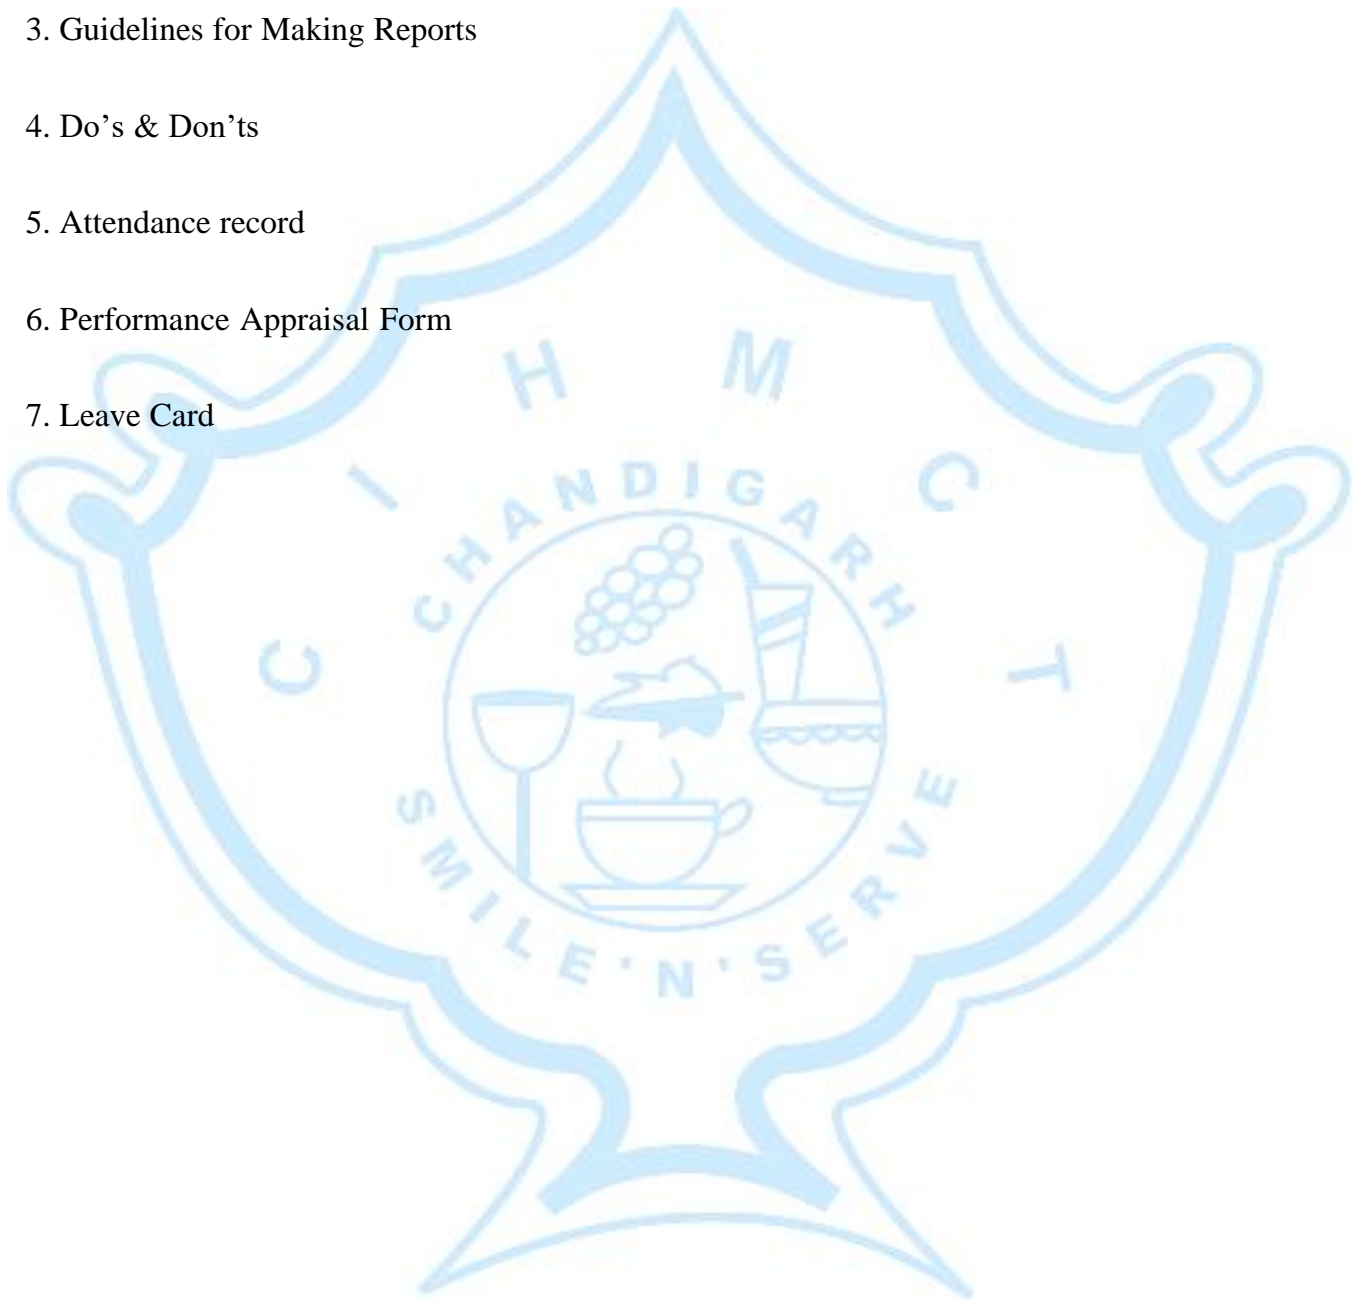 3. Guidelines for Making Reports
4. Do’s & Don’ts
5. Attendance record
6. Performance Appraisal Form
7. Leave Card
C I H M C T
CHANDIGARH
SMILE'N'SERVE